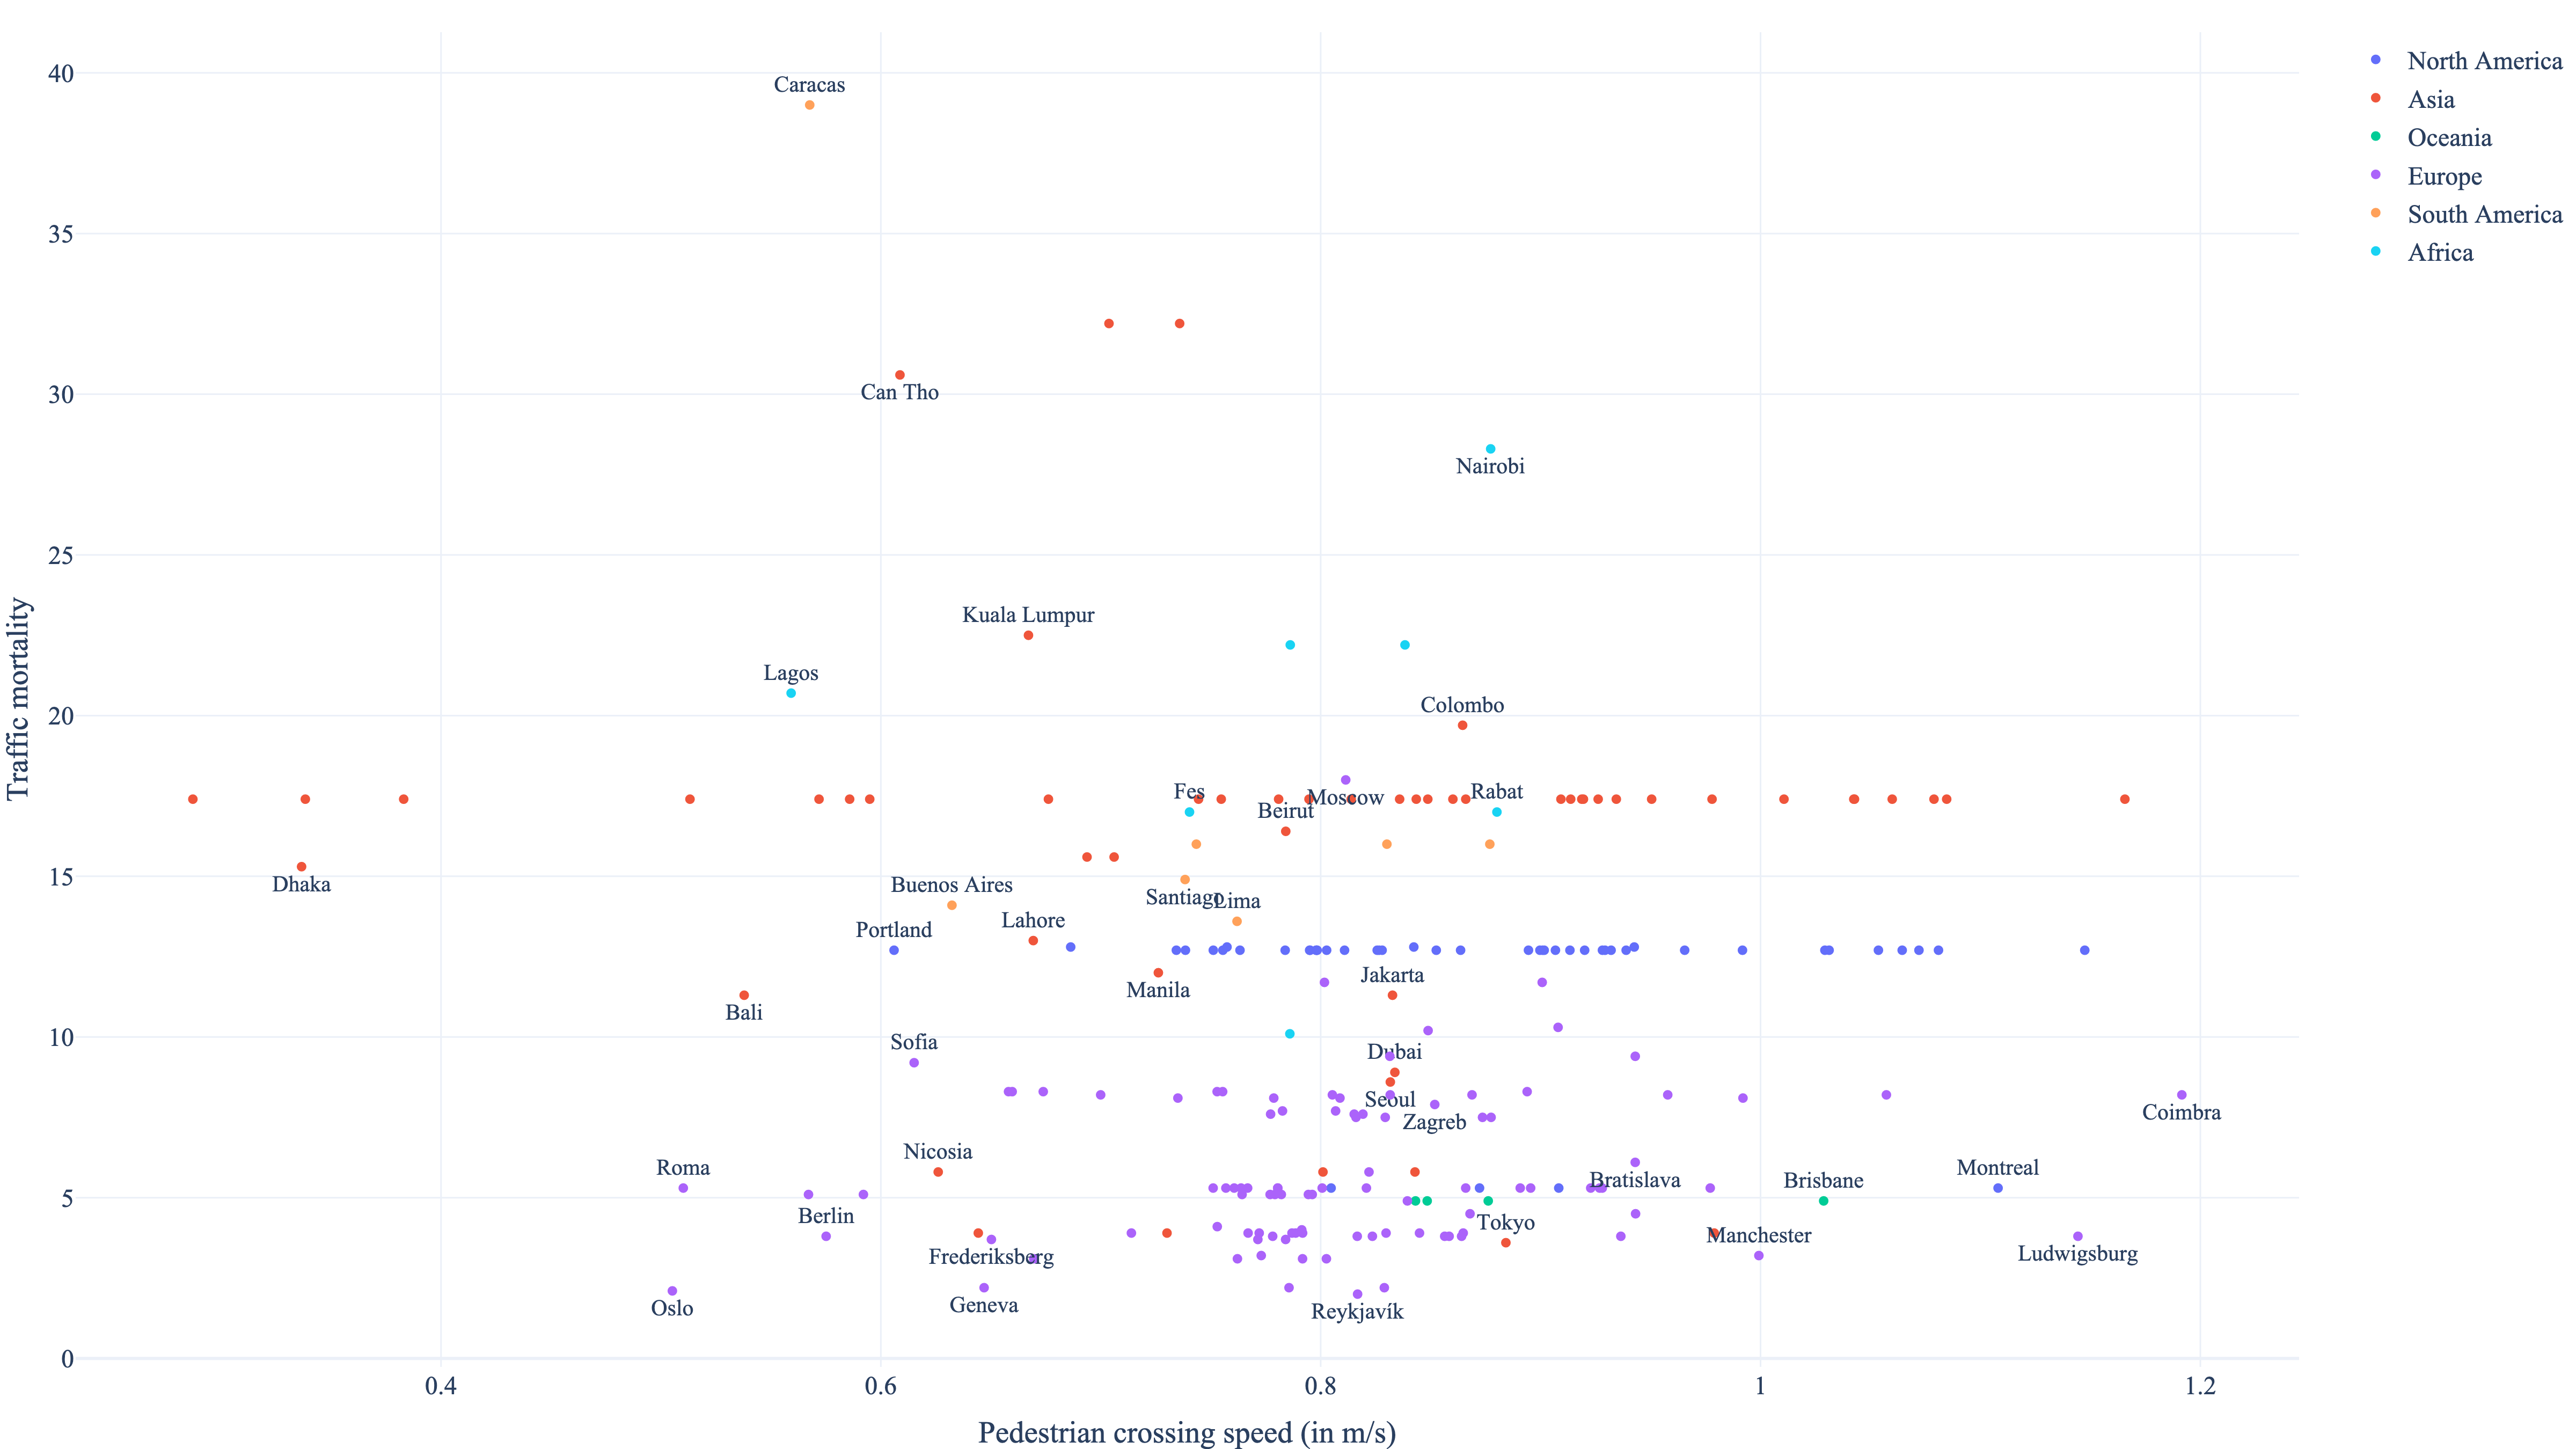 North America
Asia
Oceania
Europe
South America
Africa
Traffic mortality
40
35
30
25
20
15
10
5
0
Caracas
Can Tho
Nairobi
Kuala Lumpur
Lagos
Colombo
Fes
Moscow
Rabat
Beirut
Dhaka
Buenos Aires
Santiago
Lima
Lahore
Portland
Manila
Jakarta
Bali
Sofia
Dubai
Seoul
Zagreb
Coimbra
Nicosia
Roma
Bratislava
Brisbane
Montreal
Berlin
Tokyo
Manchester
Frederiksberg
Ludwigsburg
Oslo
Geneva
Reykjavík
0.4
0.6
0.8
1
1.2
Pedestrian crossing speed (in m/s)